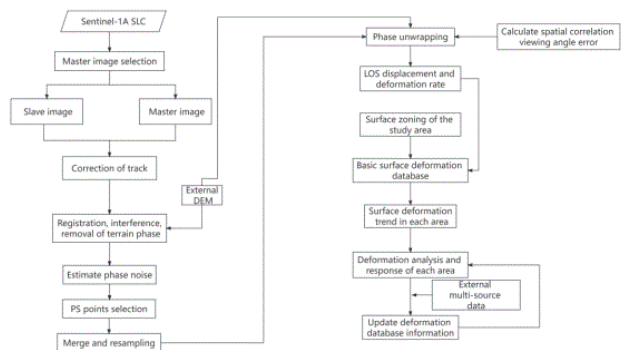 Sentinel-1A SLC
Master image selection
Slave image
Master image
Correction of track
External
DEM
Registration, interference,
removal of terrain phase
Estimate phase noise
PS points selection
Merge and resampling
Phase unwrapping
Calculate spatial correlation
viewing angle error
LOS displacement and
deformation rate
Surface zoning of the
study area
Basic surface deformation
database
Surface deformation
trend in each area
Deformation analysis and
response of each area
External
multi-source
data
Update deformation
database information